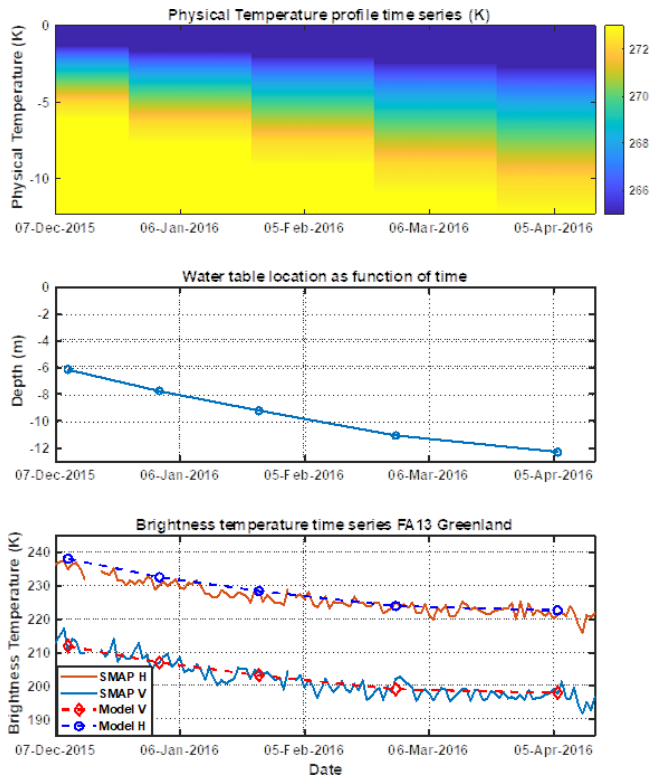 Physical Temperature profile time series (K)
Physical Temperature (K)
0
-5
-10
272
270
268
266
07-Dec-2015 06-Jan-2016 05-Feb-2016 06-Mar-2016 05-Apr-2016
Water table location as function of time
Depth (m)
0
-2
-4
-6
-8
-10
-12
07-Dec-2015 06-Jan-2016 05-Feb-2016 06-Mar-2016 05-Apr-2016
Brightness temperature time series FA13 Greenland
Brightness Temperature (K)
240
230
220
210
200
190
SMAP H
SMAP V
Model V
Model H
07-Dec-2015 06-Jan-2016 05-Feb-2016 06-Mar-2016 05-Apr-2016
Date